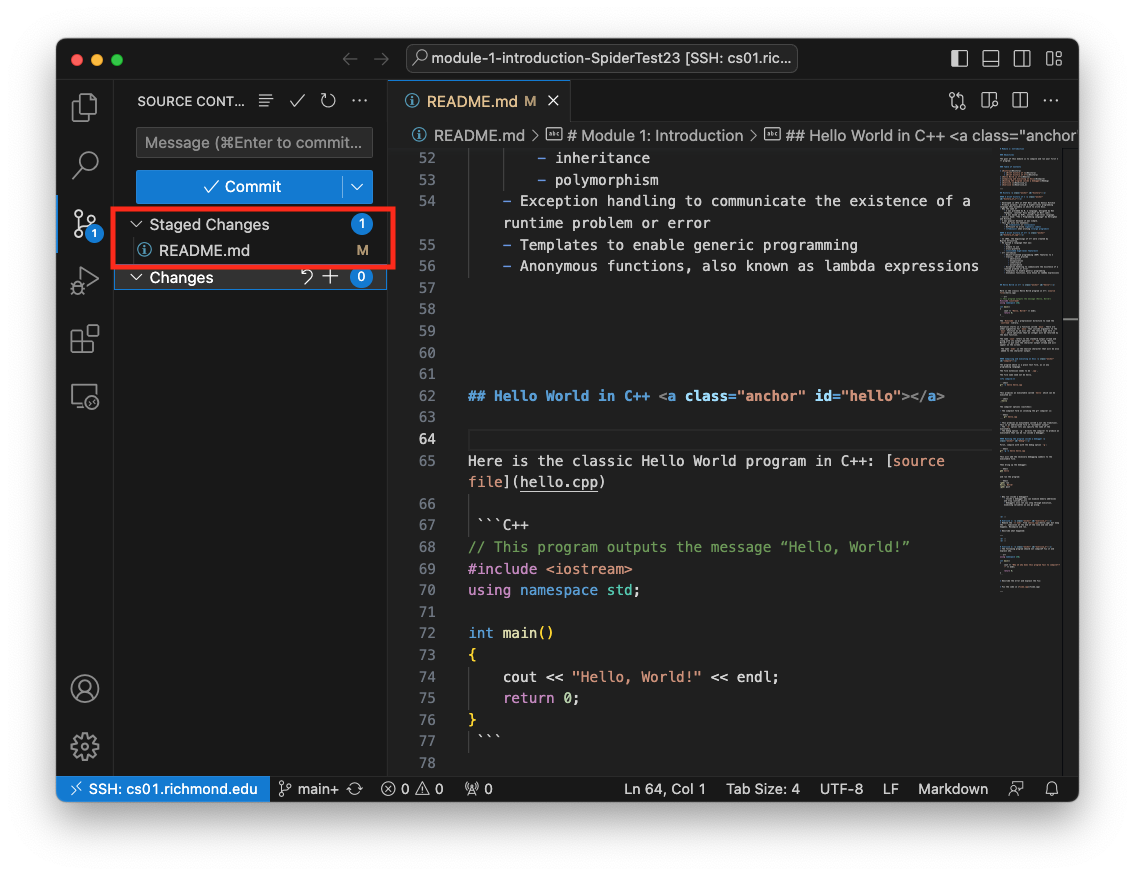 module-1-introduction-SpiderTest23 [SSH: cs01.ric...
SOURCE CONT...
Message (⌘Enter to commit...
Commit
Staged Changes 1
README.md M
Changes 0
1
README.md M
README.md > # Module 1: Introduction > ## Hello World in C++ <a class="anchor"
52 - inheritance
53 - polymorphism
54 - Exception handling to communicate the existence of a
runtime problem or error
55 - Templates to enable generic programming
56 - Anonymous functions, also known as lambda expressions
57
58
59
60
61
62 ## Hello World in C++ <a class="anchor" id="hello"></a>
63
64
65 Here is the classic Hello World program in C++: [source
file](hello.cpp)
66
67 ```C++
68 // This program outputs the message “Hello, World!”
69 #include <iostream>
70 using namespace std;
71
72 int main()
73 {
74 cout << "Hello, World!" << endl;
75 return 0;
76 }
77 ```
78
SSH: cs01.richmond.edu main+ 0 0 0 Ln 64, Col 1 Tab Size: 4 UTF-8 LF Markdown